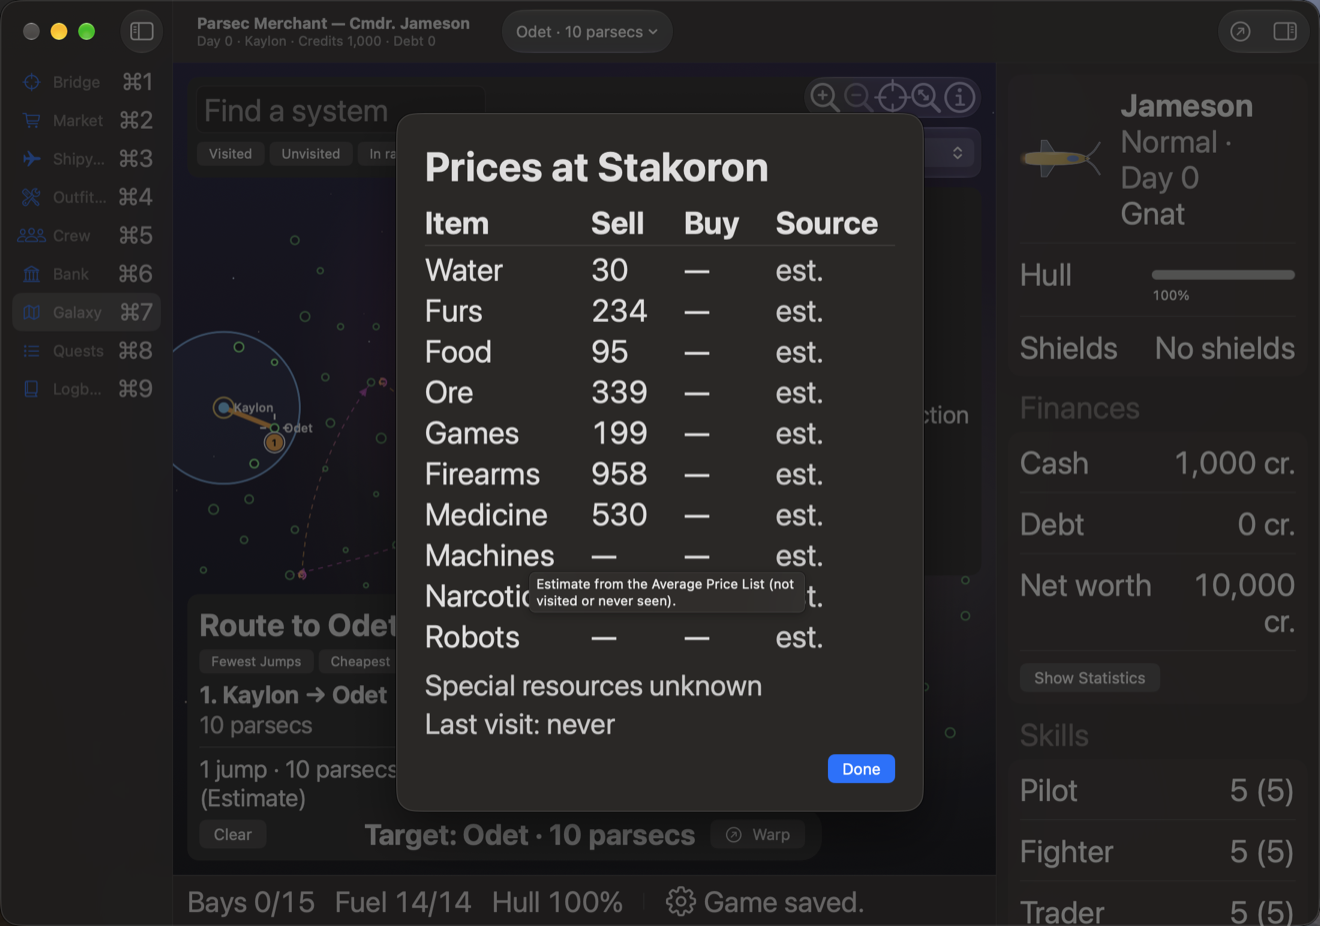 Parsec Merchant — Cmdr. Jameson
Day 0 · Kaylon · Credits 1,000 · Debt 0
Odet · 10 parsecs
Bridge ⌘1
Market ⌘2
Shipy... ⌘3
Outfit... ⌘4
Crew ⌘5
Bank ⌘6
Galaxy ⌘7
Quests ⌘8
Logb... ⌘9
Find a system
Visited Unvisited In ra
Kaylon
Odet
1
ction
Prices at Stakoron
Item Sell Buy Source
Water 30 — est.
Furs 234 — est.
Food 95 — est.
Ore 339 — est.
Games 199 — est.
Firearms 958 — est.
Medicine 530 — est.
Machines — — est.
Narcotic t.
Estimate from the Average Price List (not
visited or never seen).
Robots — — est.
Special resources unknown
Last visit: never
Done
Route to Odet
Fewest Jumps Cheapest
1. Kaylon → Odet
10 parsecs
1 jump · 10 parsecs
(Estimate)
Clear
Target: Odet · 10 parsecs
Warp
Bays 0/15 Fuel 14/14 Hull 100% Game saved.
Jameson
Normal ·
Day 0
Gnat
Hull
100%
Shields No shields
Finances
Cash 1,000 cr.
Debt 0 cr.
Net worth 10,000
cr.
Show Statistics
Skills
Pilot 5 (5)
Fighter 5 (5)
Trader 5 (5)